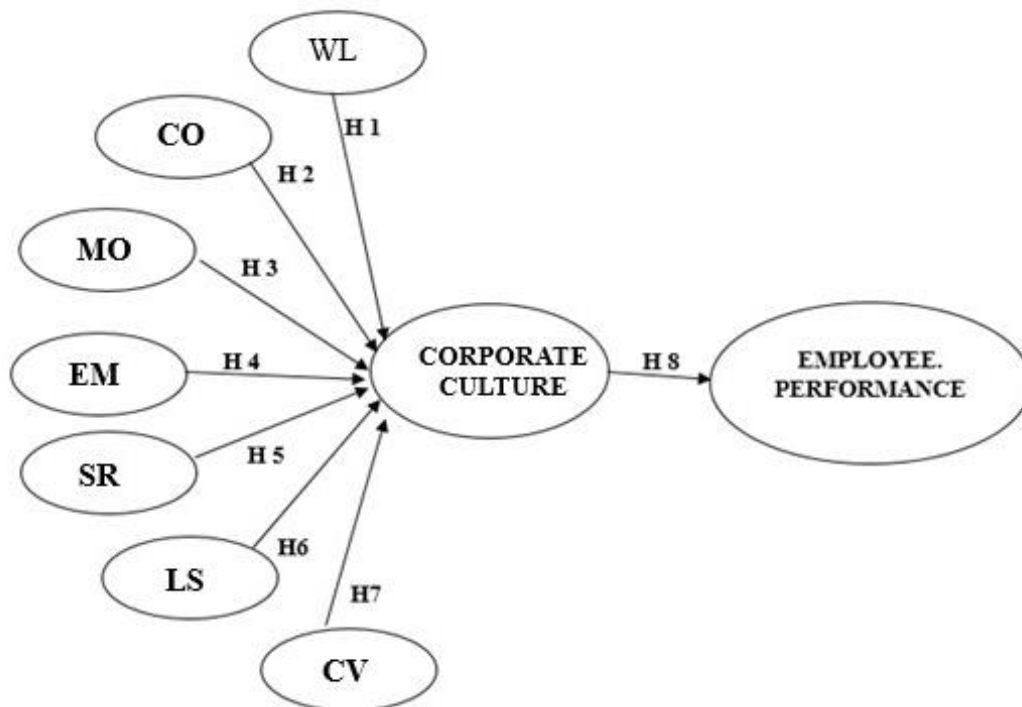 WL
H 1
CO
H 2
MO
H 3
EM
H 4
SR
H 5
LS
H6
CV
H7
CORPORATE
CULTURE
H 8
EMPLOYEE.
PERFORMANCE